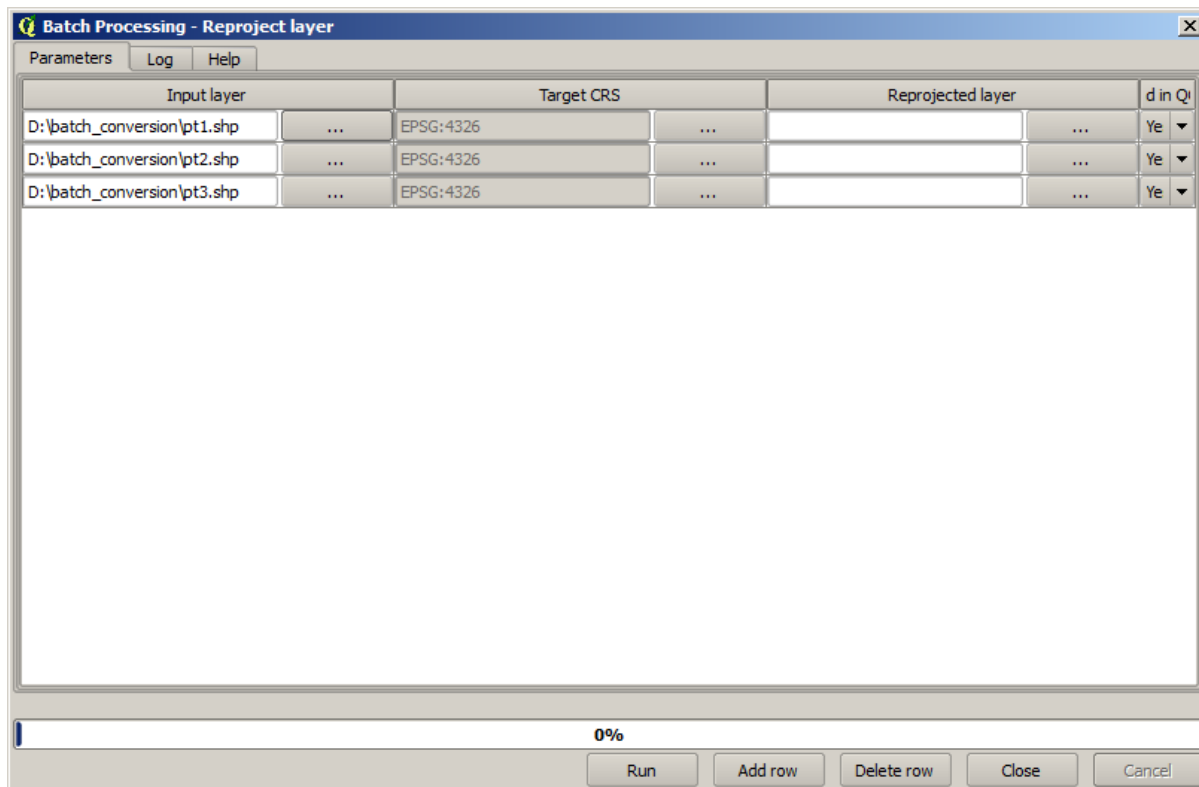 Batch Processing - Reproject layer
Parameters Log Help
Input layer Target CRS Reprojected layer d in Q
D:\batch_conversion\pt1.shp ... EPSG:4326 ... ... Ye
D:\batch_conversion\pt2.shp ... EPSG:4326 ... ... Ye
D:\batch_conversion\pt3.shp ... EPSG:4326 ... ... Ye
0%
Run Add row Delete row Close Cancel